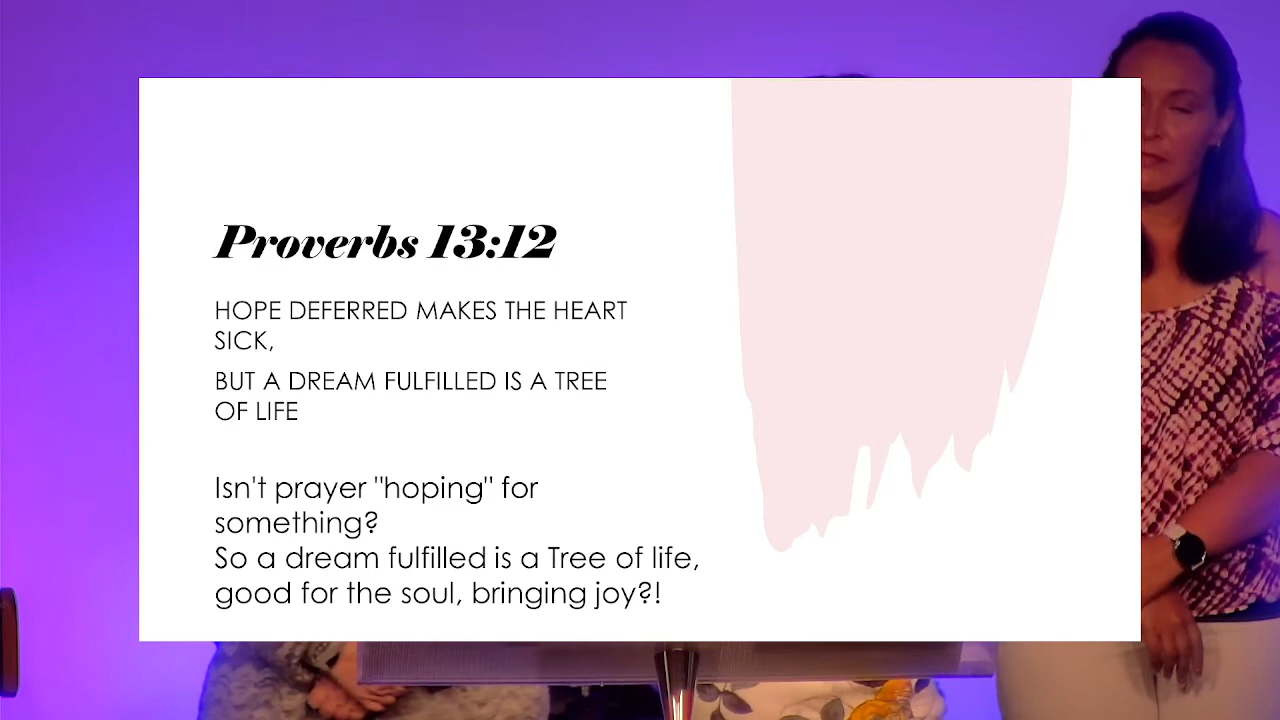 Proverbs 13:12
HOPE DEFERRED MAKES THE HEART
SICK,
BUT A DREAM FULFILLED IS A TREE
OF LIFE
Isn't prayer "hoping" for
something?
So a dream fulfilled is a Tree of life,
good for the soul, bringing joy?!